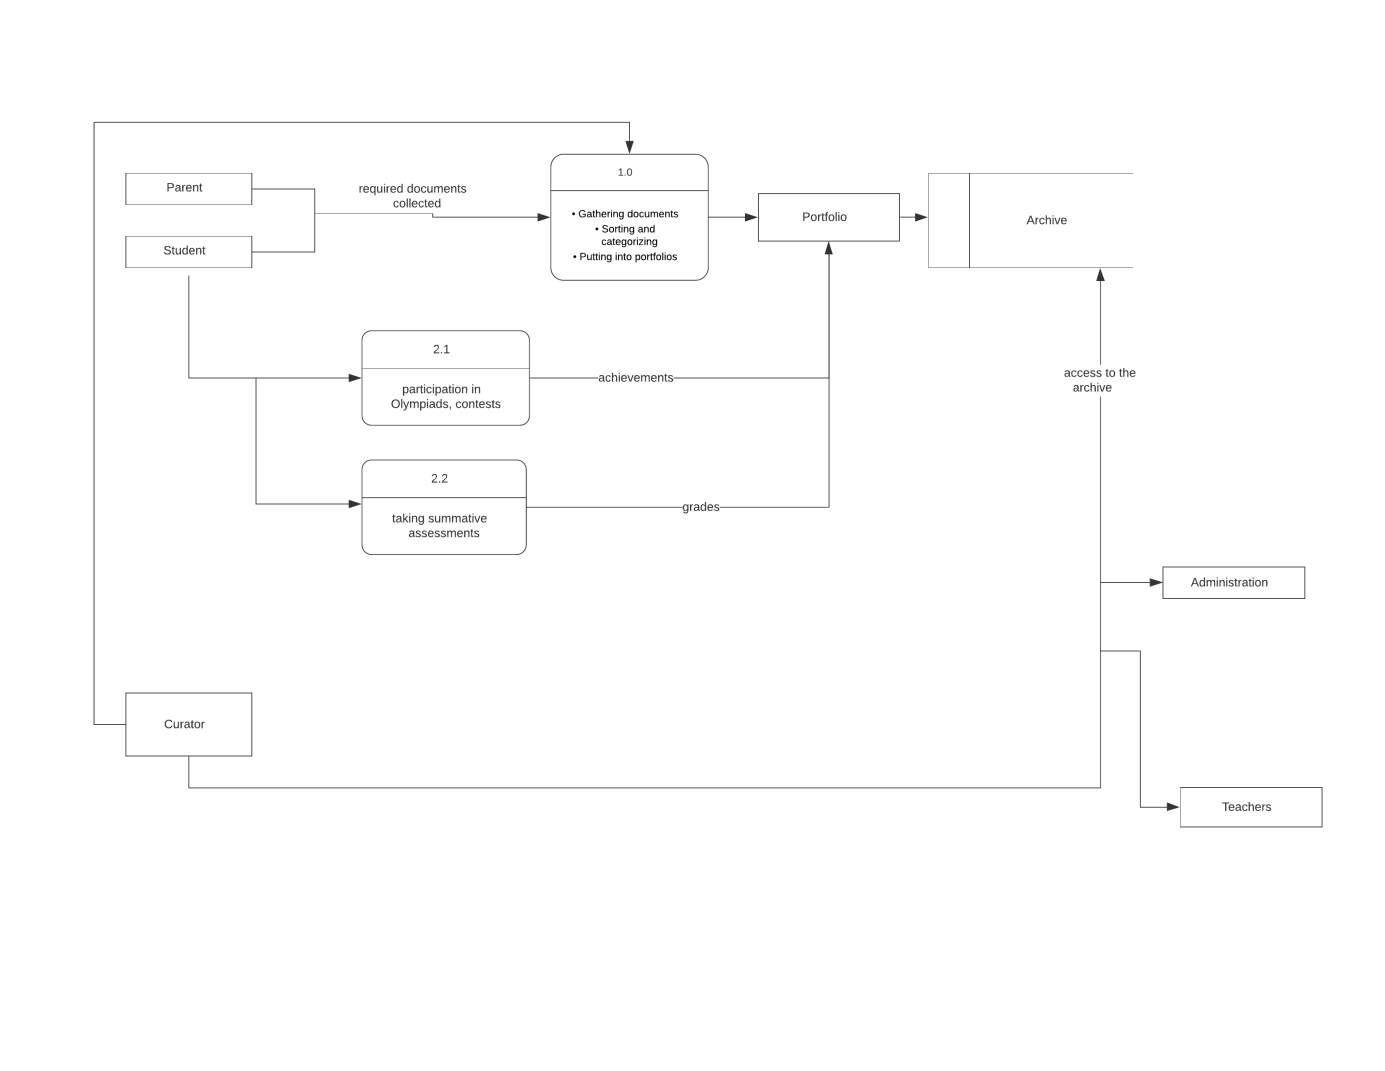 Parent
required documents
collected
1.0
• Gathering documents
• Sorting and
categorizing
• Putting into portfolios
Portfolio
Archive
Student
2.1
participation in
Olympiads, contests
achievements
access to the
archive
2.2
taking summative
assessments
grades
Administration
Curator
Teachers